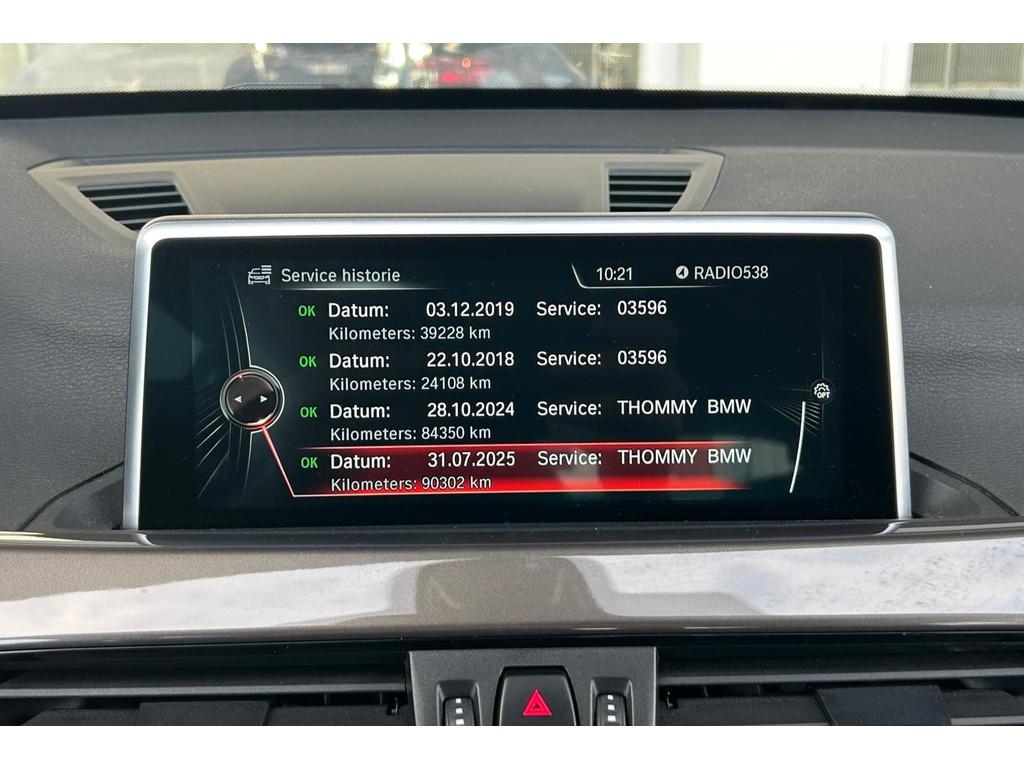 Service historie 10:21 RADIO538
OK Datum: 03.12.2019 Service: 03596
Kilometers: 39228 km
OK Datum: 22.10.2018 Service: 03596
Kilometers: 24108 km
OK Datum: 28.10.2024 Service: THOMMY BMW
Kilometers: 84350 km
OK Datum: 31.07.2025 Service: THOMMY BMW
Kilometers: 90302 km
OPT